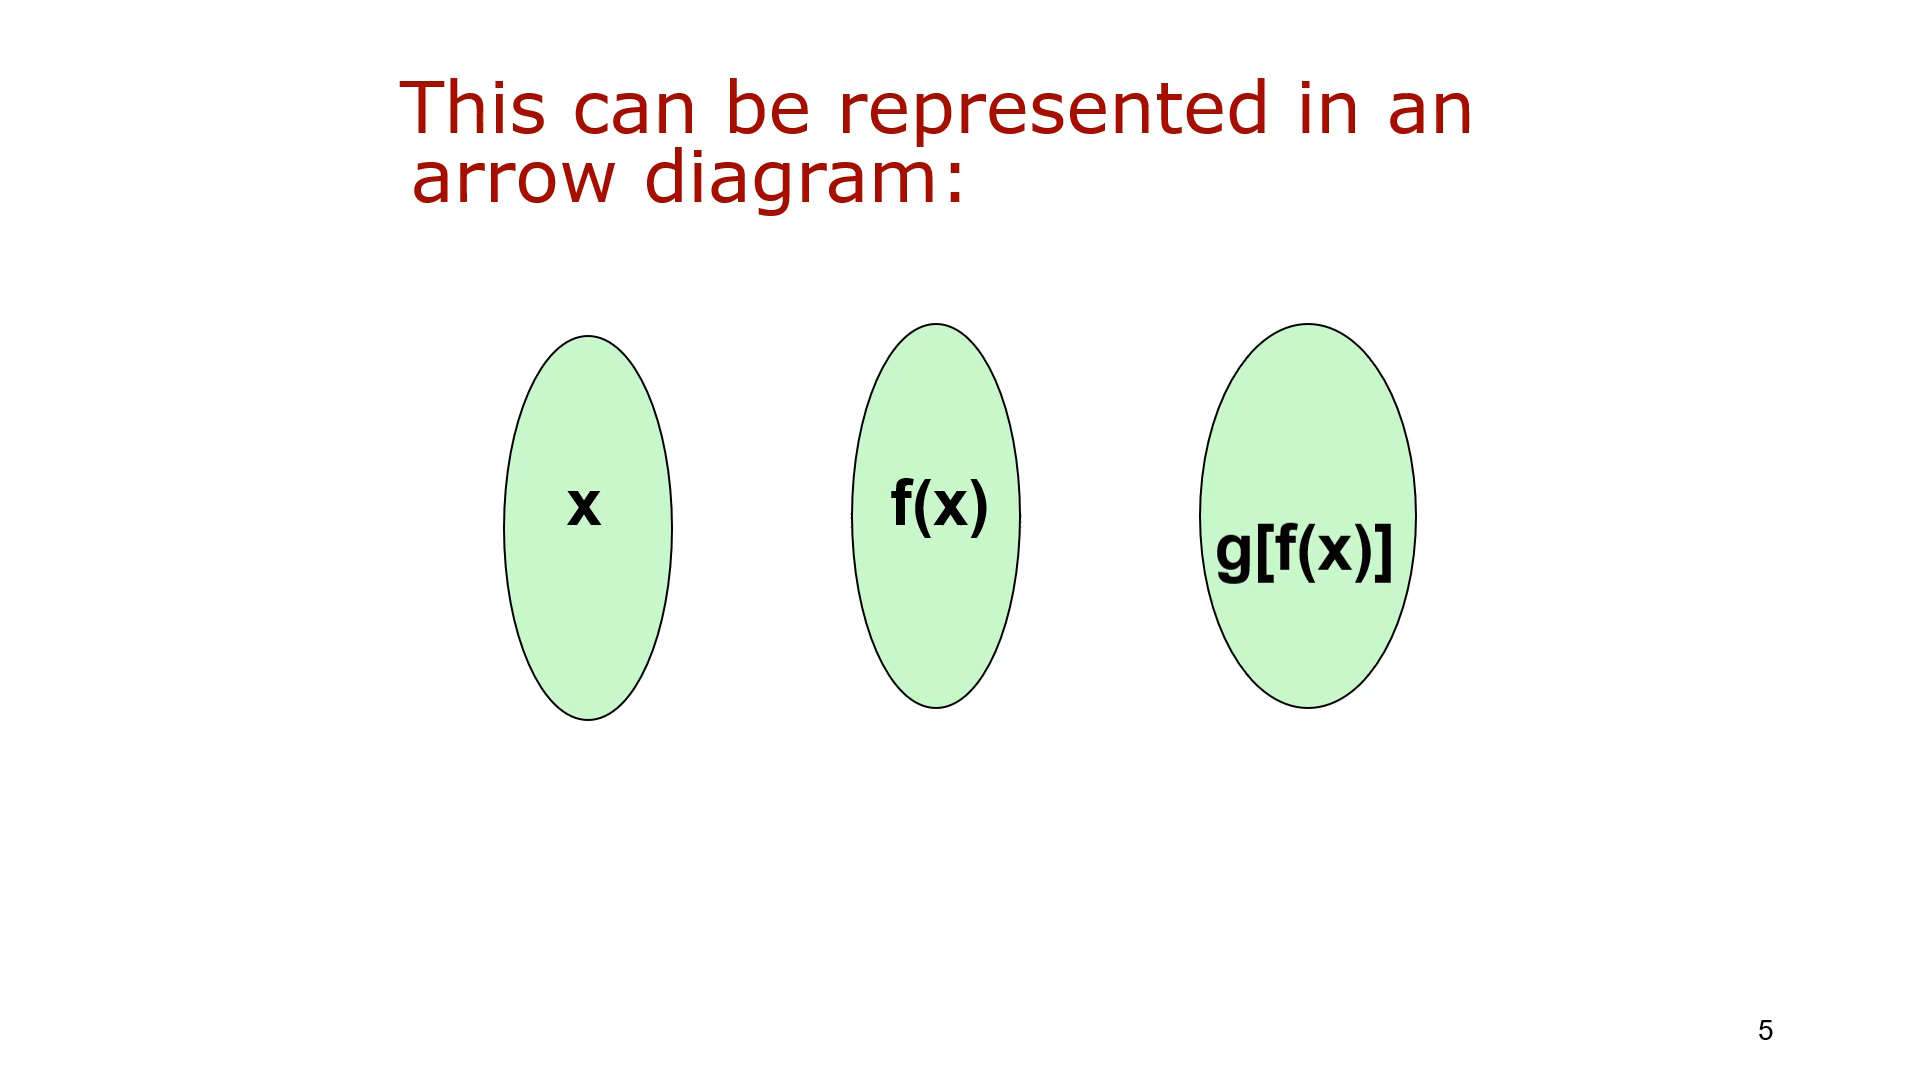 This can be represented in an
arrow diagram:
x
f(x)
g[f(x)]
5